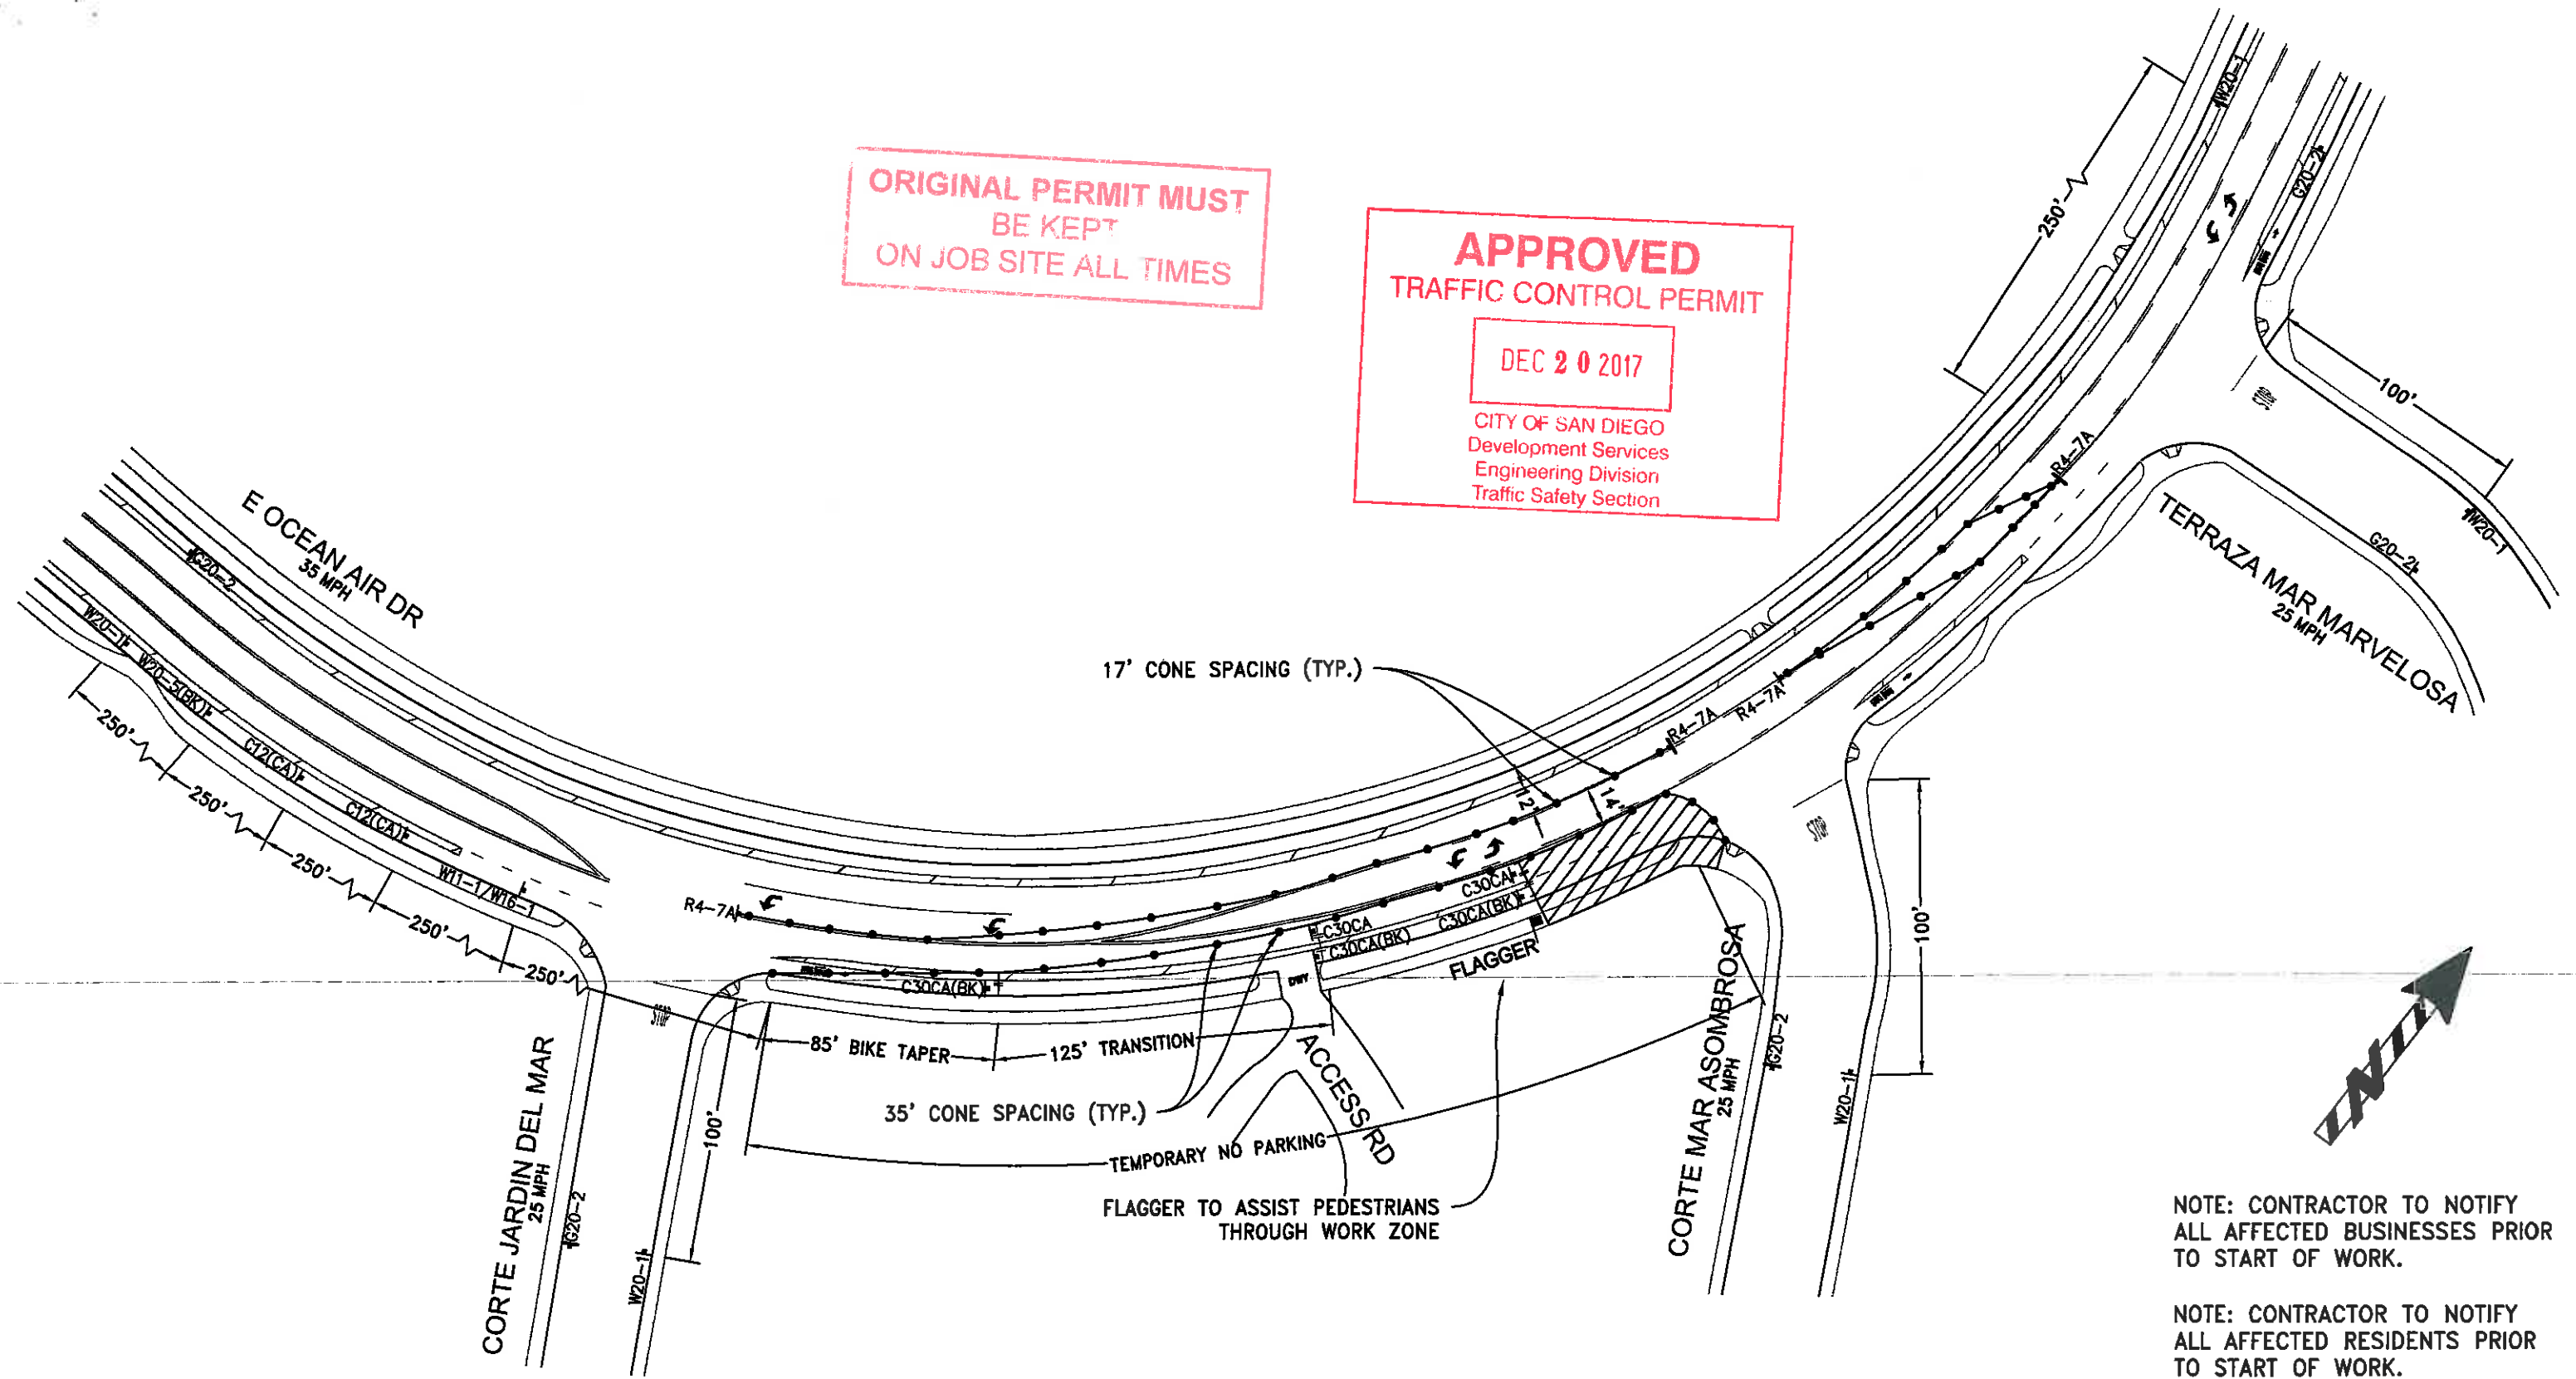 ORIGINAL PERMIT MUST
BE KEPT
ON JOB SITE ALL TIMES
APPROVED
TRAFFIC CONTROL PERMIT
DEC 20 2017
CITY OF SAN DIEGO
Development Services
Engineering Division
Traffic Safety Section
W20-1
G20-2
250'
100'
W20-1
G20-2
TERRAZA MAR MARVELOSA
25 MPH
R4-7A
E OCEAN AIR DR
35 MPH
G20-2
W20-1
W20-5(BK)
C12(CA)
C12(CA)
W11-1/W16-1
250'
250'
250'
250'
250'
17' CONE SPACING (TYP.)
R4-7A
R4-7A
12'
14'
R4-7A
C30CA
C30CA(BK)
C30CA
C30CA(BK)
C30CA(BK)
DWY
FLAGGER
STOP
STOP
85' BIKE TAPER
125' TRANSITION
35' CONE SPACING (TYP.)
ACCESS RD
TEMPORARY NO PARKING
FLAGGER TO ASSIST PEDESTRIANS
THROUGH WORK ZONE
CORTE JARDIN DEL MAR
25 MPH
G20-2
W20-1
100'
CORTE MAR ASOMBROSA
25 MPH
G20-2
W20-1
100'
N
NOTE: CONTRACTOR TO NOTIFY
ALL AFFECTED BUSINESSES PRIOR
TO START OF WORK.
NOTE: CONTRACTOR TO NOTIFY
ALL AFFECTED RESIDENTS PRIOR
TO START OF WORK.